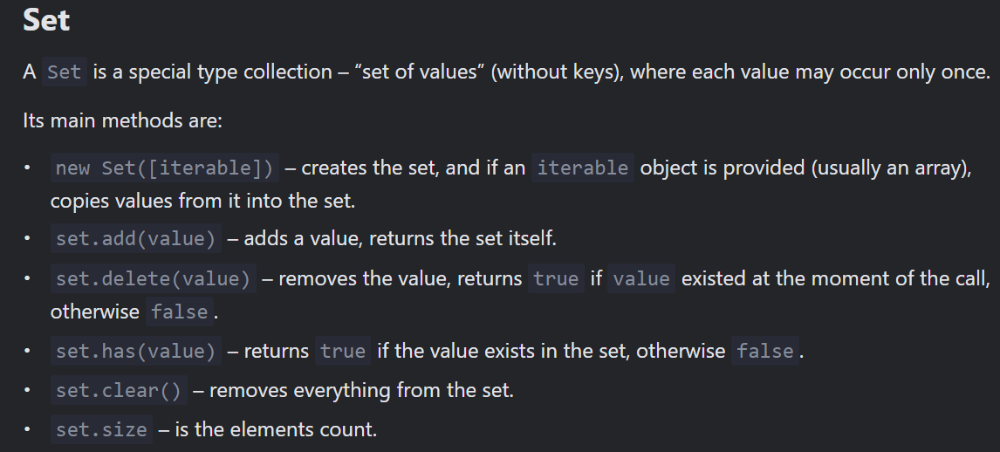 Set
A Set is a special type collection – “set of values” (without keys), where each value may occur only once.
Its main methods are:
• new Set([iterable]) – creates the set, and if an iterable object is provided (usually an array),
copies values from it into the set.
• set.add(value) – adds a value, returns the set itself.
• set.delete(value) – removes the value, returns true if value existed at the moment of the call,
otherwise false.
• set.has(value) – returns true if the value exists in the set, otherwise false.
• set.clear() – removes everything from the set.
• set.size – is the elements count.